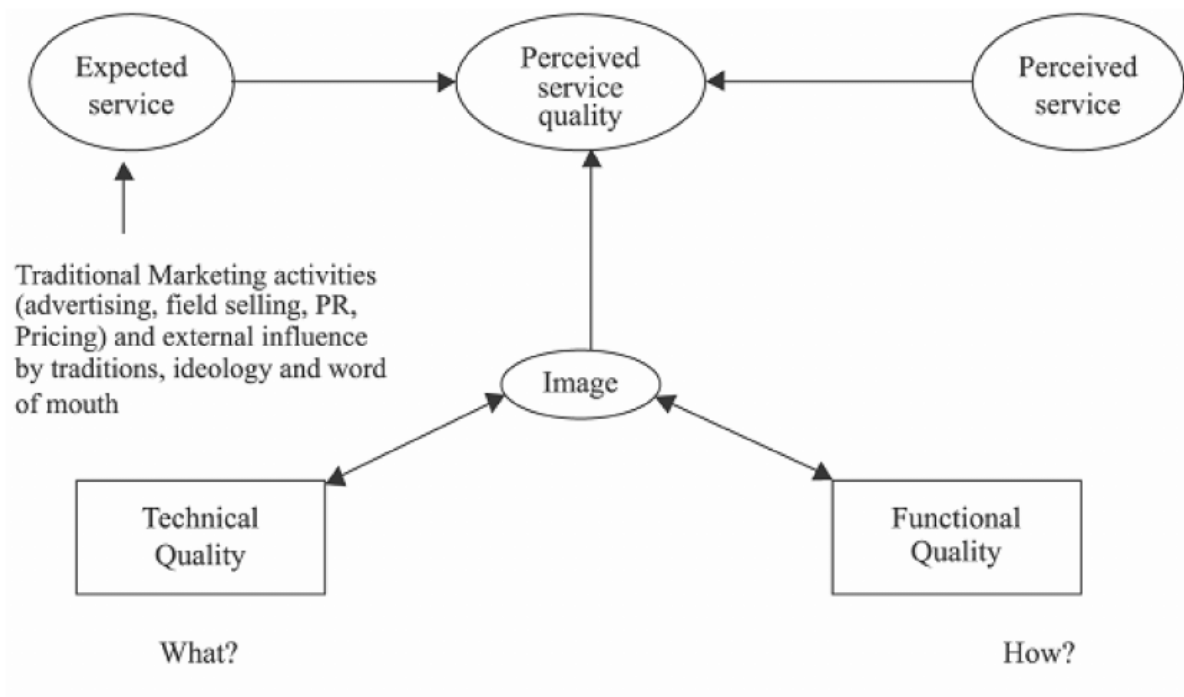 Expected
service
Perceived
service
quality
Perceived
service
Traditional Marketing activities
(advertising, field selling, PR,
Pricing) and external influence
by traditions, ideology and word
of mouth
Image
Technical
Quality
Functional
Quality
What?
How?